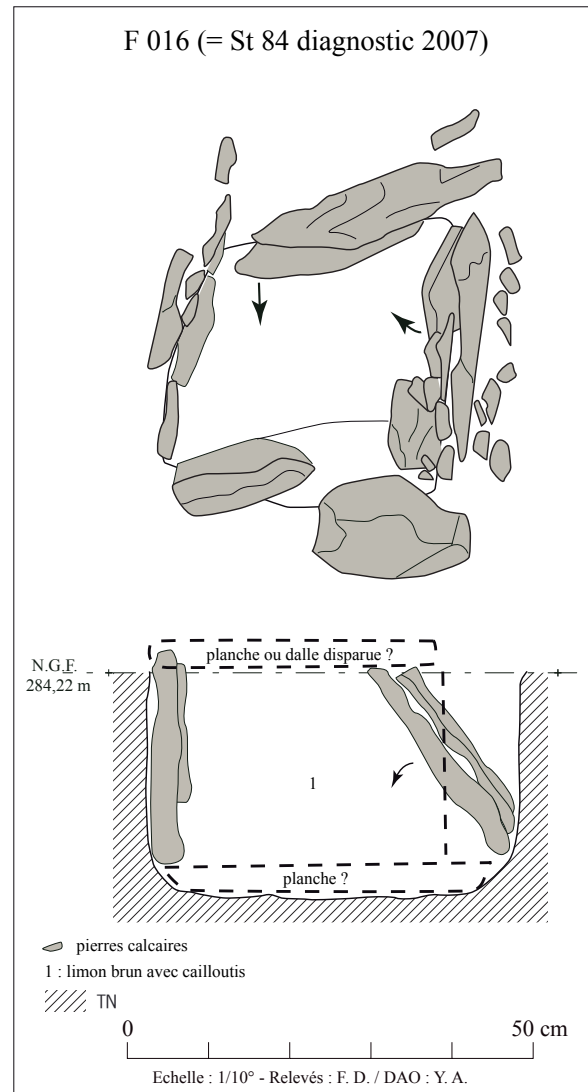 F 016 (= St 84 diagnostic 2007)
planche ou dalle disparue ?
N.G.F.
284,22 m
1
planche ?
pierres calcaires
1 : limon brun avec cailloutis
TN
0
50 cm
Echelle : 1/10° - Relevés : F. D. / DAO : Y. A.